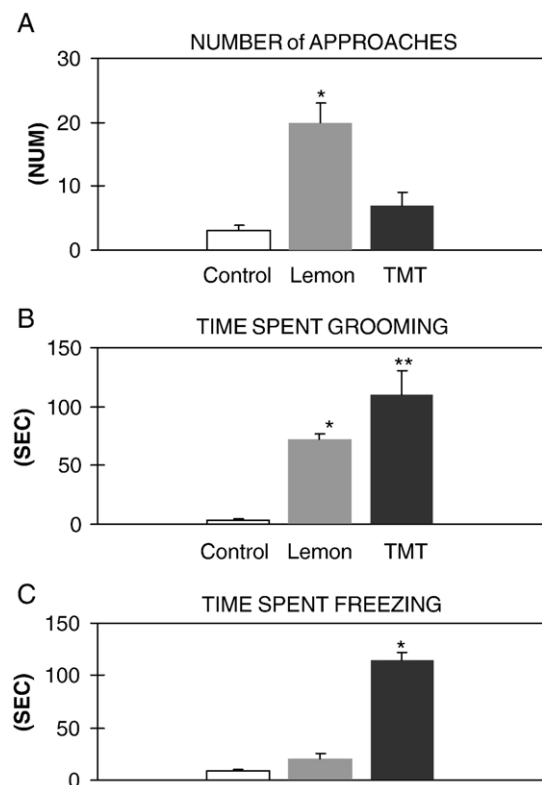 A
NUMBER of APPROACHES
30
20
10
0
(NUM)
*
Control Lemon TMT
B
TIME SPENT GROOMING
150
100
50
0
(SEC)
*
**
Control Lemon TMT
C
TIME SPENT FREEZING
150
100
50
0
(SEC)
*